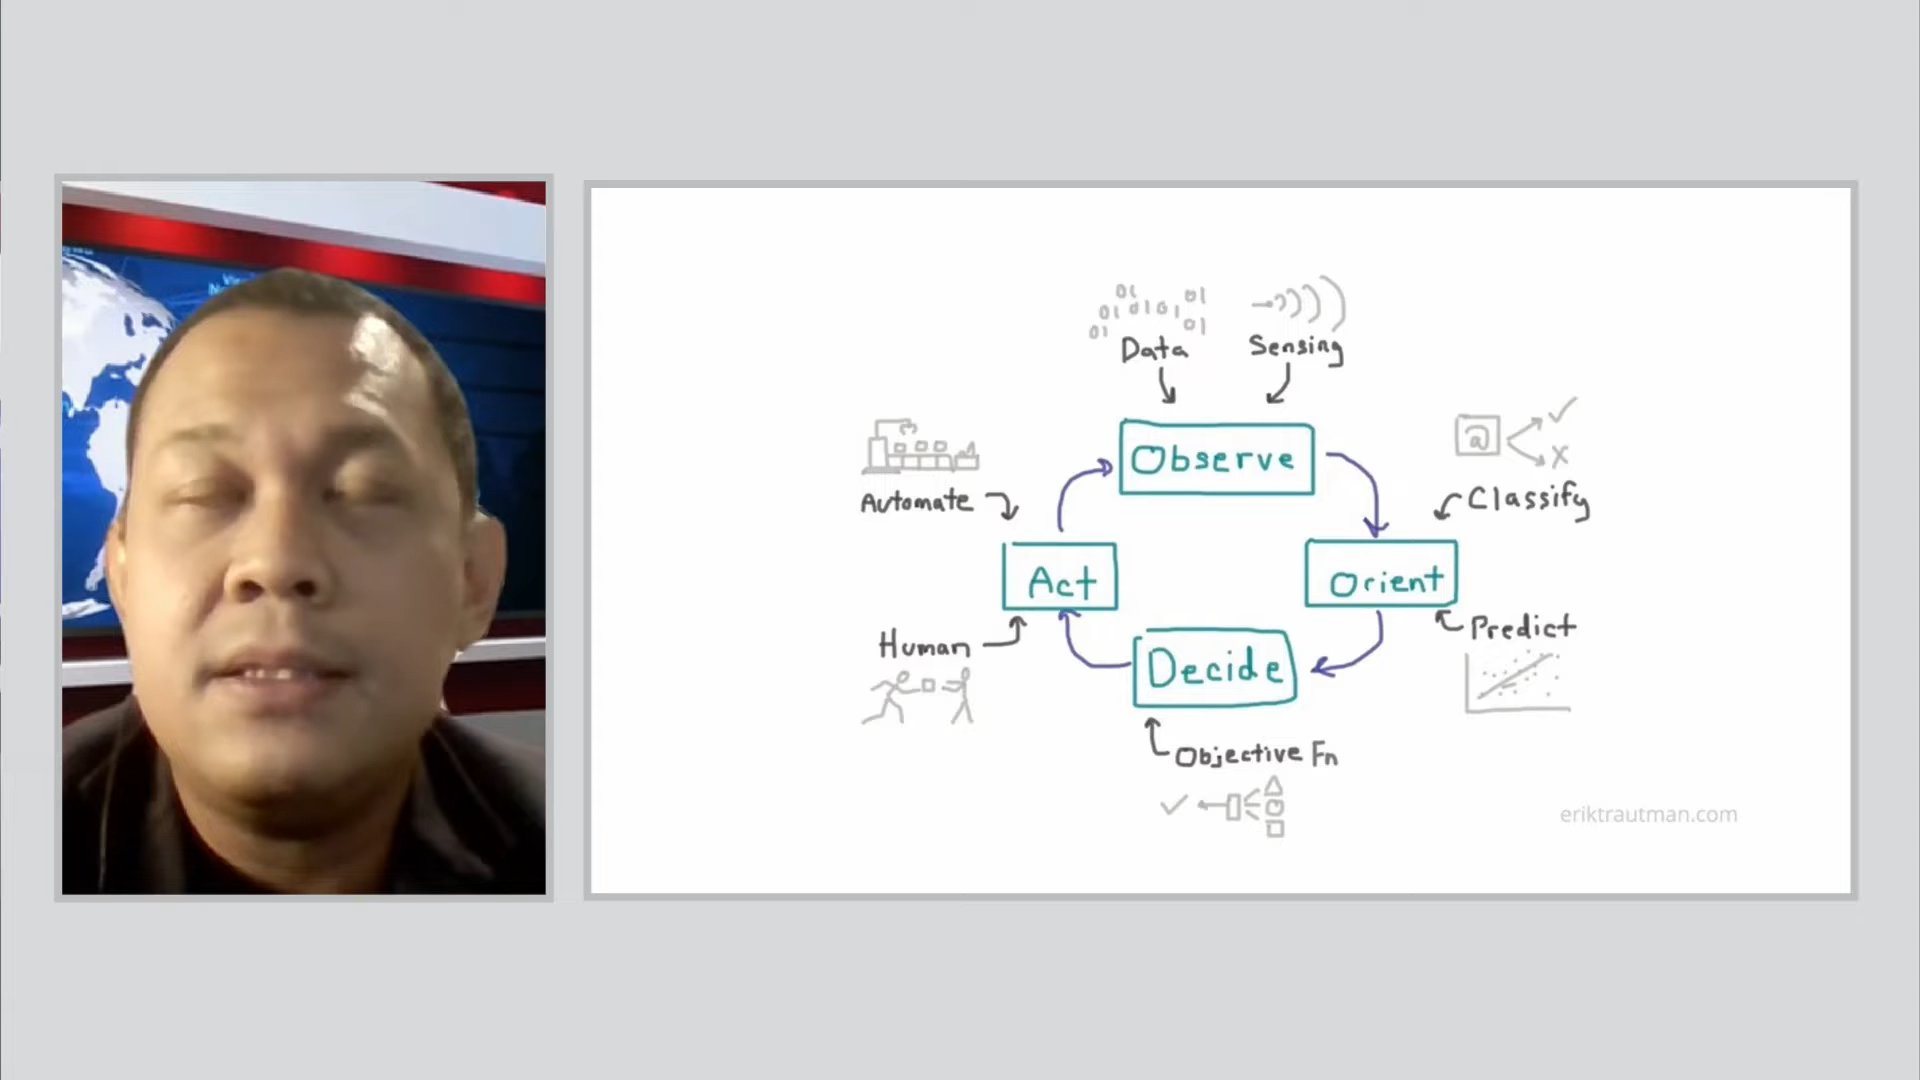 Data
Sensing
Observe
Automate
Classify
Act
Orient
Human
Predict
Decide
Objective Fn
eriktrautman.com